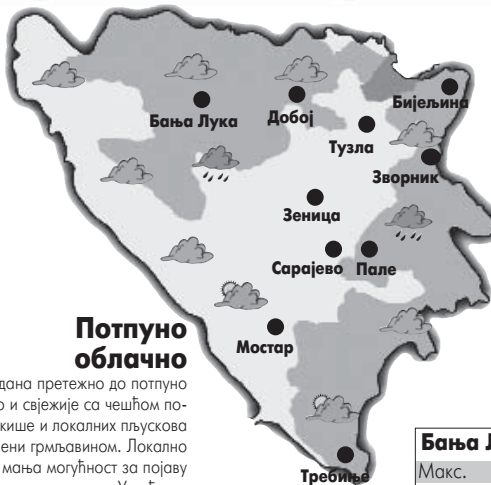 Бања Лука
Добој
Бијељина
Тузла
Зворник
Зеница
Сарајево
Пале
Мостар
Требиње
Потпуно
облачно
дана претежно до потпуно
и свјежије са чешћом по-
кише и локалних пљускова
грмљавином. Локално
мања могућност за појаву
Бања
Макс.